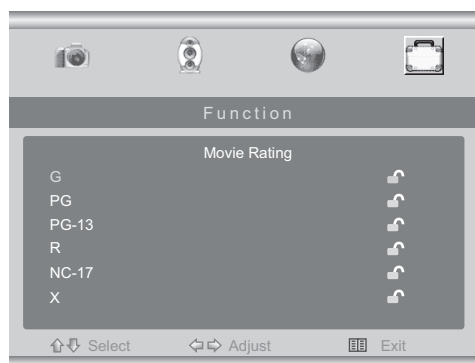 Function
Movie Rating
G
PG
PG-13
R
NC-17
X
Select Adjust Exit